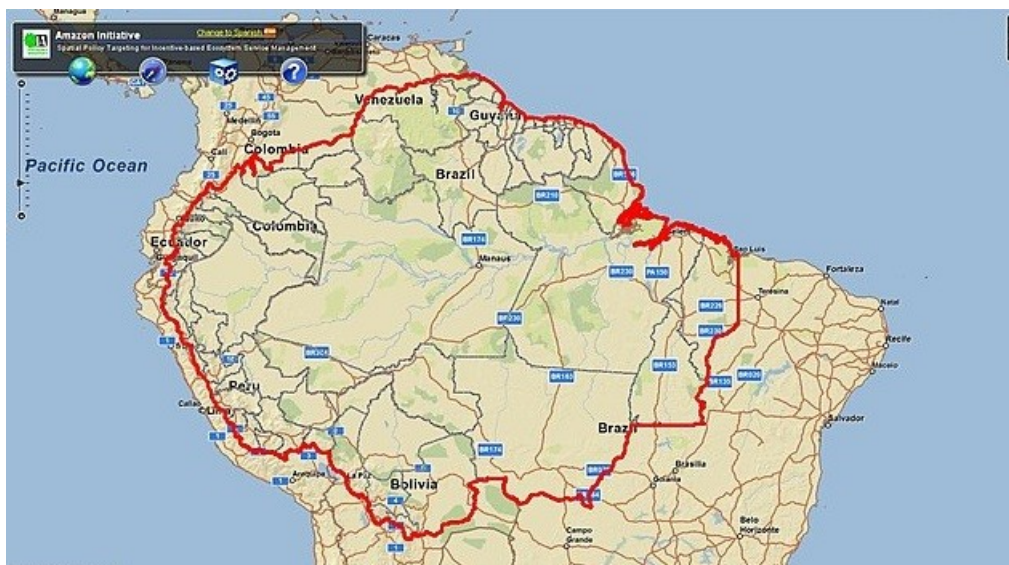 Managua
Amazon Initiative
Change to Spanish
Spatial Policy Targeting for Incentive-based Ecosystem Service Management
Caracas
Medellin
Bogota
Cali
Colombia
Venezuela
Guyana
Pacific Ocean
Brazil
BR210
Colombia
Ecuador
BR174
Manaus
BR230
PA150
Sao Luis
Fortaleza
Teresina
BR226
Natal
BR230
BR230
Recife
Maceio
BR163
BR153
BR135
BR020
Peru
Callao
Lima
Salvador
Brazil
BR174
Arequipa
La Paz
Bolivia
Brasilia
Goiania
Campo
Grande
Belo
Horizonte